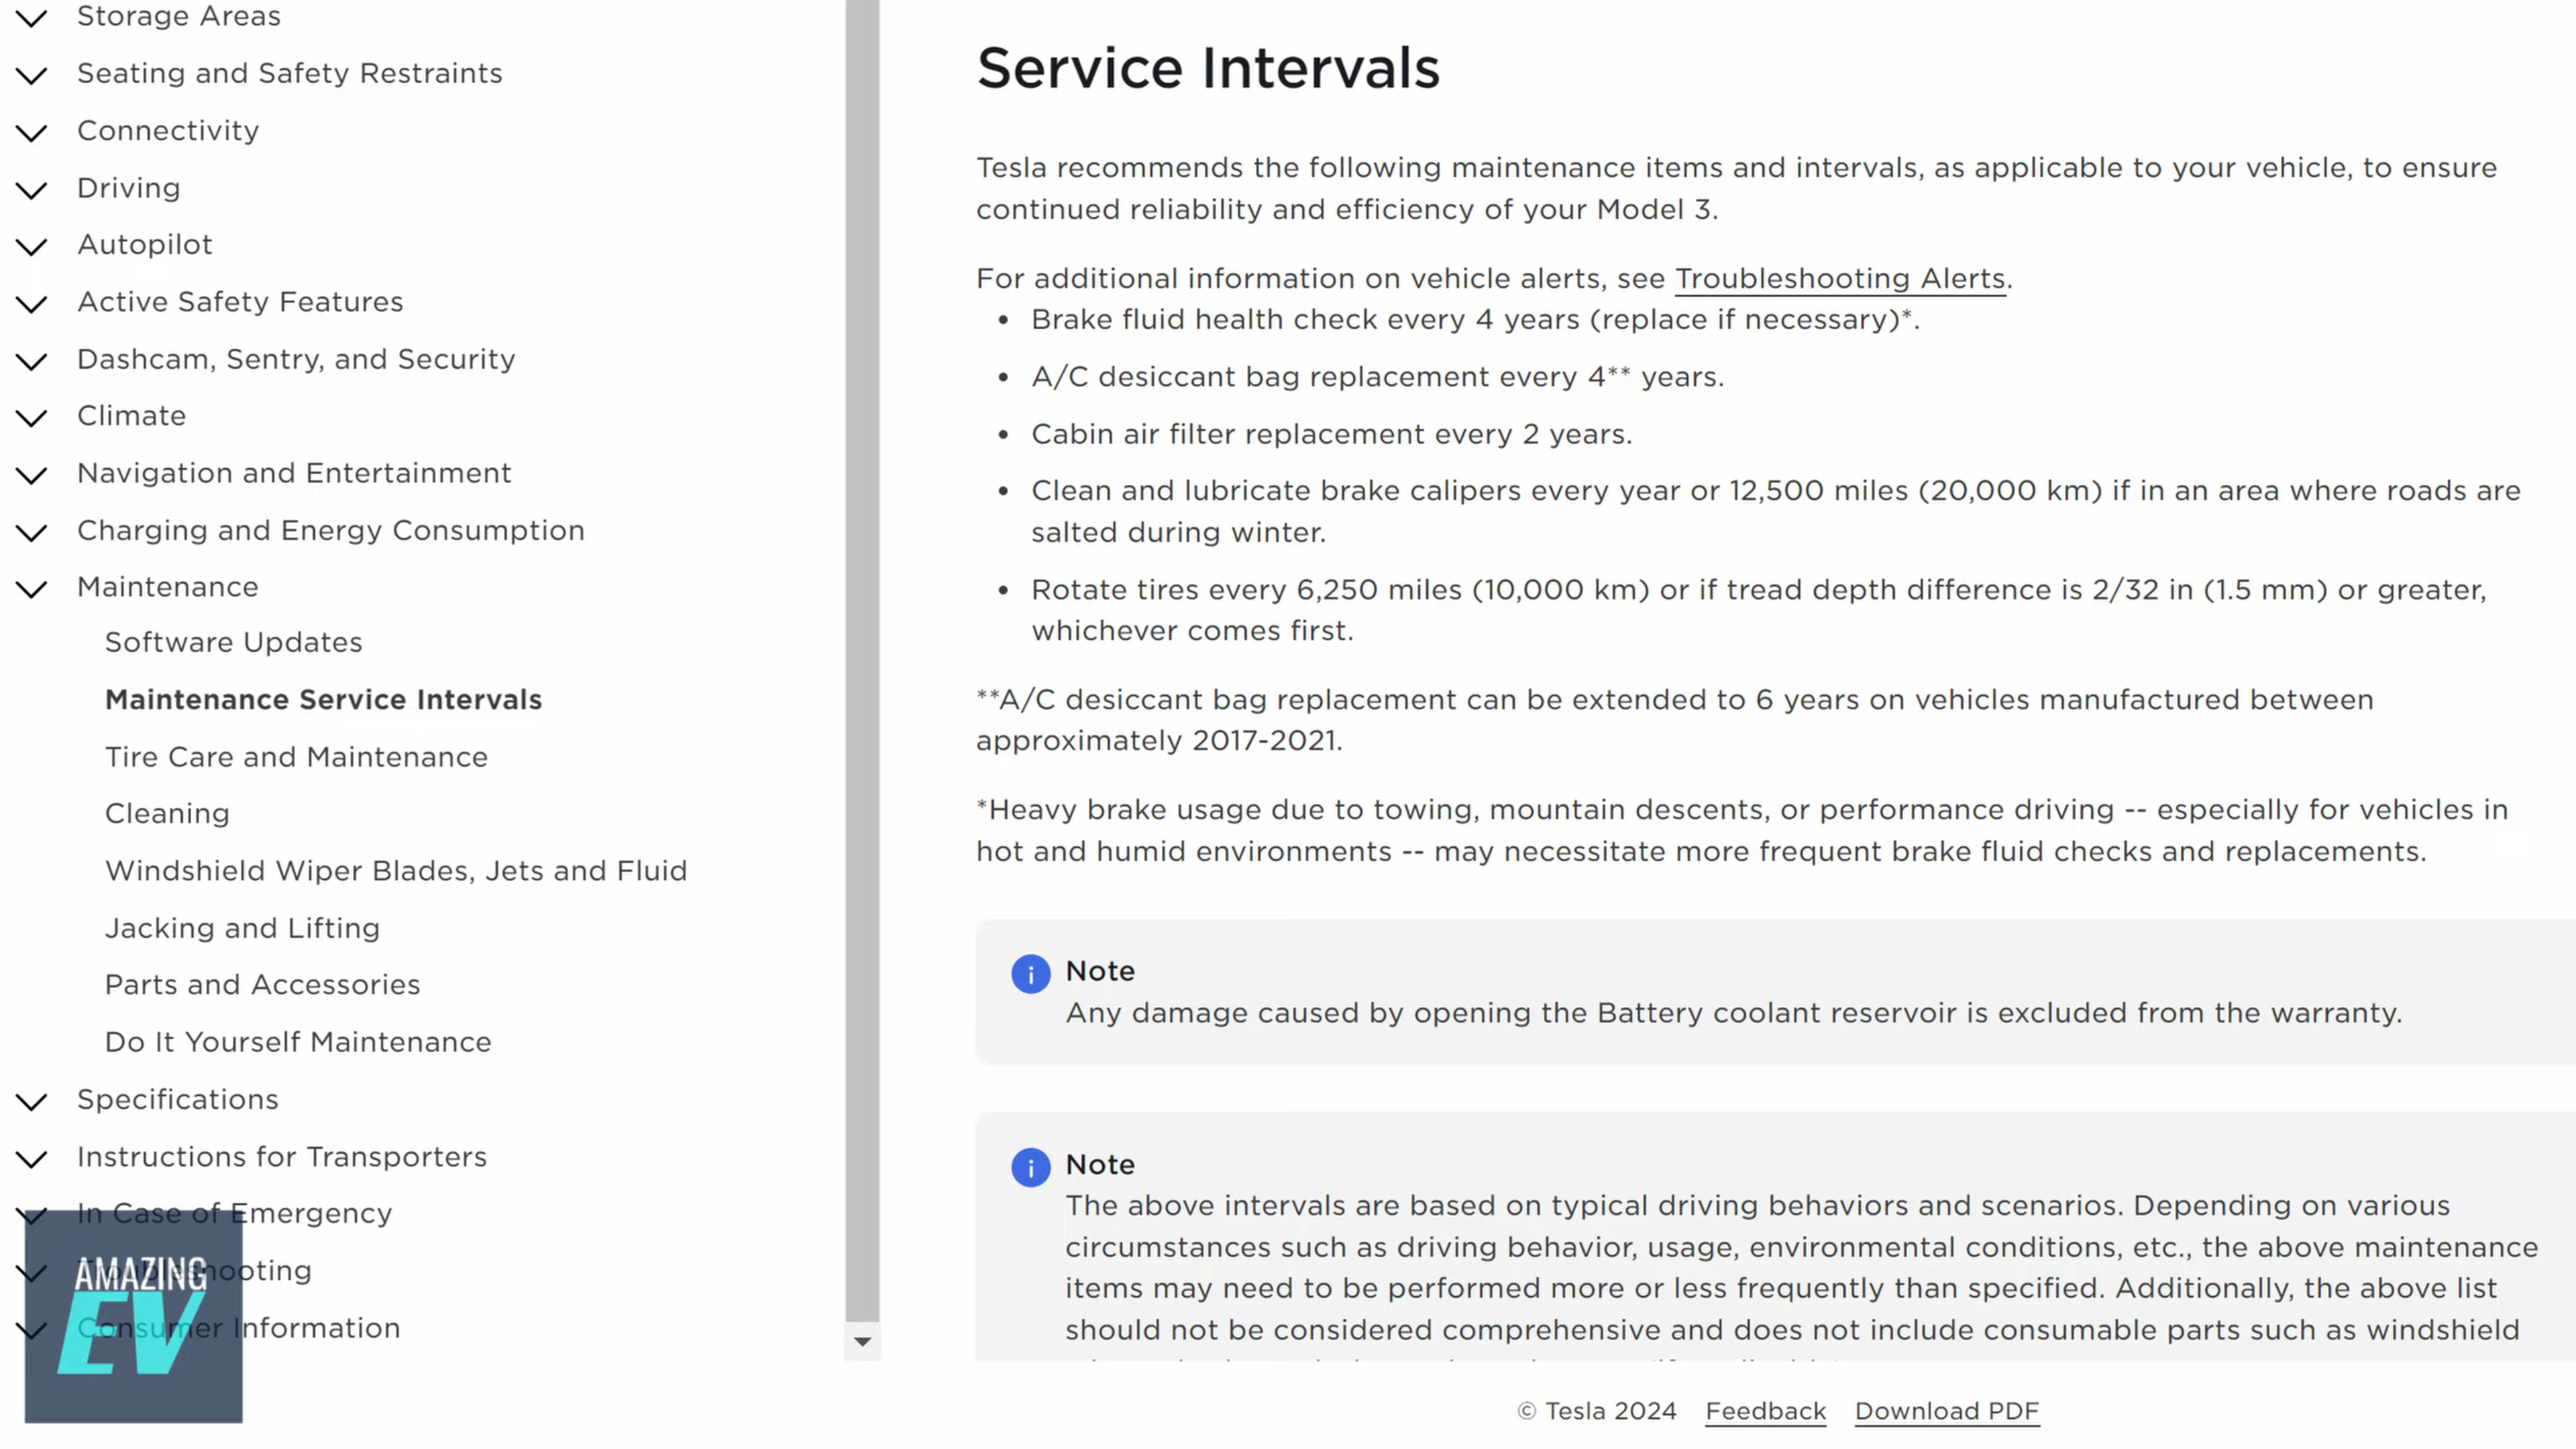 Storage Areas
Seating and Safety Restraints
Connectivity
Driving
Autopilot
Active Safety Features
Dashcam, Sentry, and Security
Climate
Navigation and Entertainment
Charging and Energy Consumption
Maintenance
Software Updates
Maintenance Service Intervals
Tire Care and Maintenance
Cleaning
Windshield Wiper Blades, Jets and Fluid
Jacking and Lifting
Parts and Accessories
Do It Yourself Maintenance
Specifications
Instructions for Transporters
In Case of Emergency
Troubleshooting
Consumer Information
AMAZING
EV
Service Intervals
Tesla recommends the following maintenance items and intervals, as applicable to your vehicle, to ensure
continued reliability and efficiency of your Model 3.
For additional information on vehicle alerts, see Troubleshooting Alerts.
• Brake fluid health check every 4 years (replace if necessary)*.
• A/C desiccant bag replacement every 4** years.
• Cabin air filter replacement every 2 years.
• Clean and lubricate brake calipers every year or 12,500 miles (20,000 km) if in an area where roads are
salted during winter.
• Rotate tires every 6,250 miles (10,000 km) or if tread depth difference is 2/32 in (1.5 mm) or greater,
whichever comes first.
**A/C desiccant bag replacement can be extended to 6 years on vehicles manufactured between
approximately 2017-2021.
*Heavy brake usage due to towing, mountain descents, or performance driving -- especially for vehicles in
hot and humid environments -- may necessitate more frequent brake fluid checks and replacements.
Note
Any damage caused by opening the Battery coolant reservoir is excluded from the warranty.
Note
The above intervals are based on typical driving behaviors and scenarios. Depending on various
circumstances such as driving behavior, usage, environmental conditions, etc., the above maintenance
items may need to be performed more or less frequently than specified. Additionally, the above list
should not be considered comprehensive and does not include consumable parts such as windshield
© Tesla 2024 Feedback Download PDF